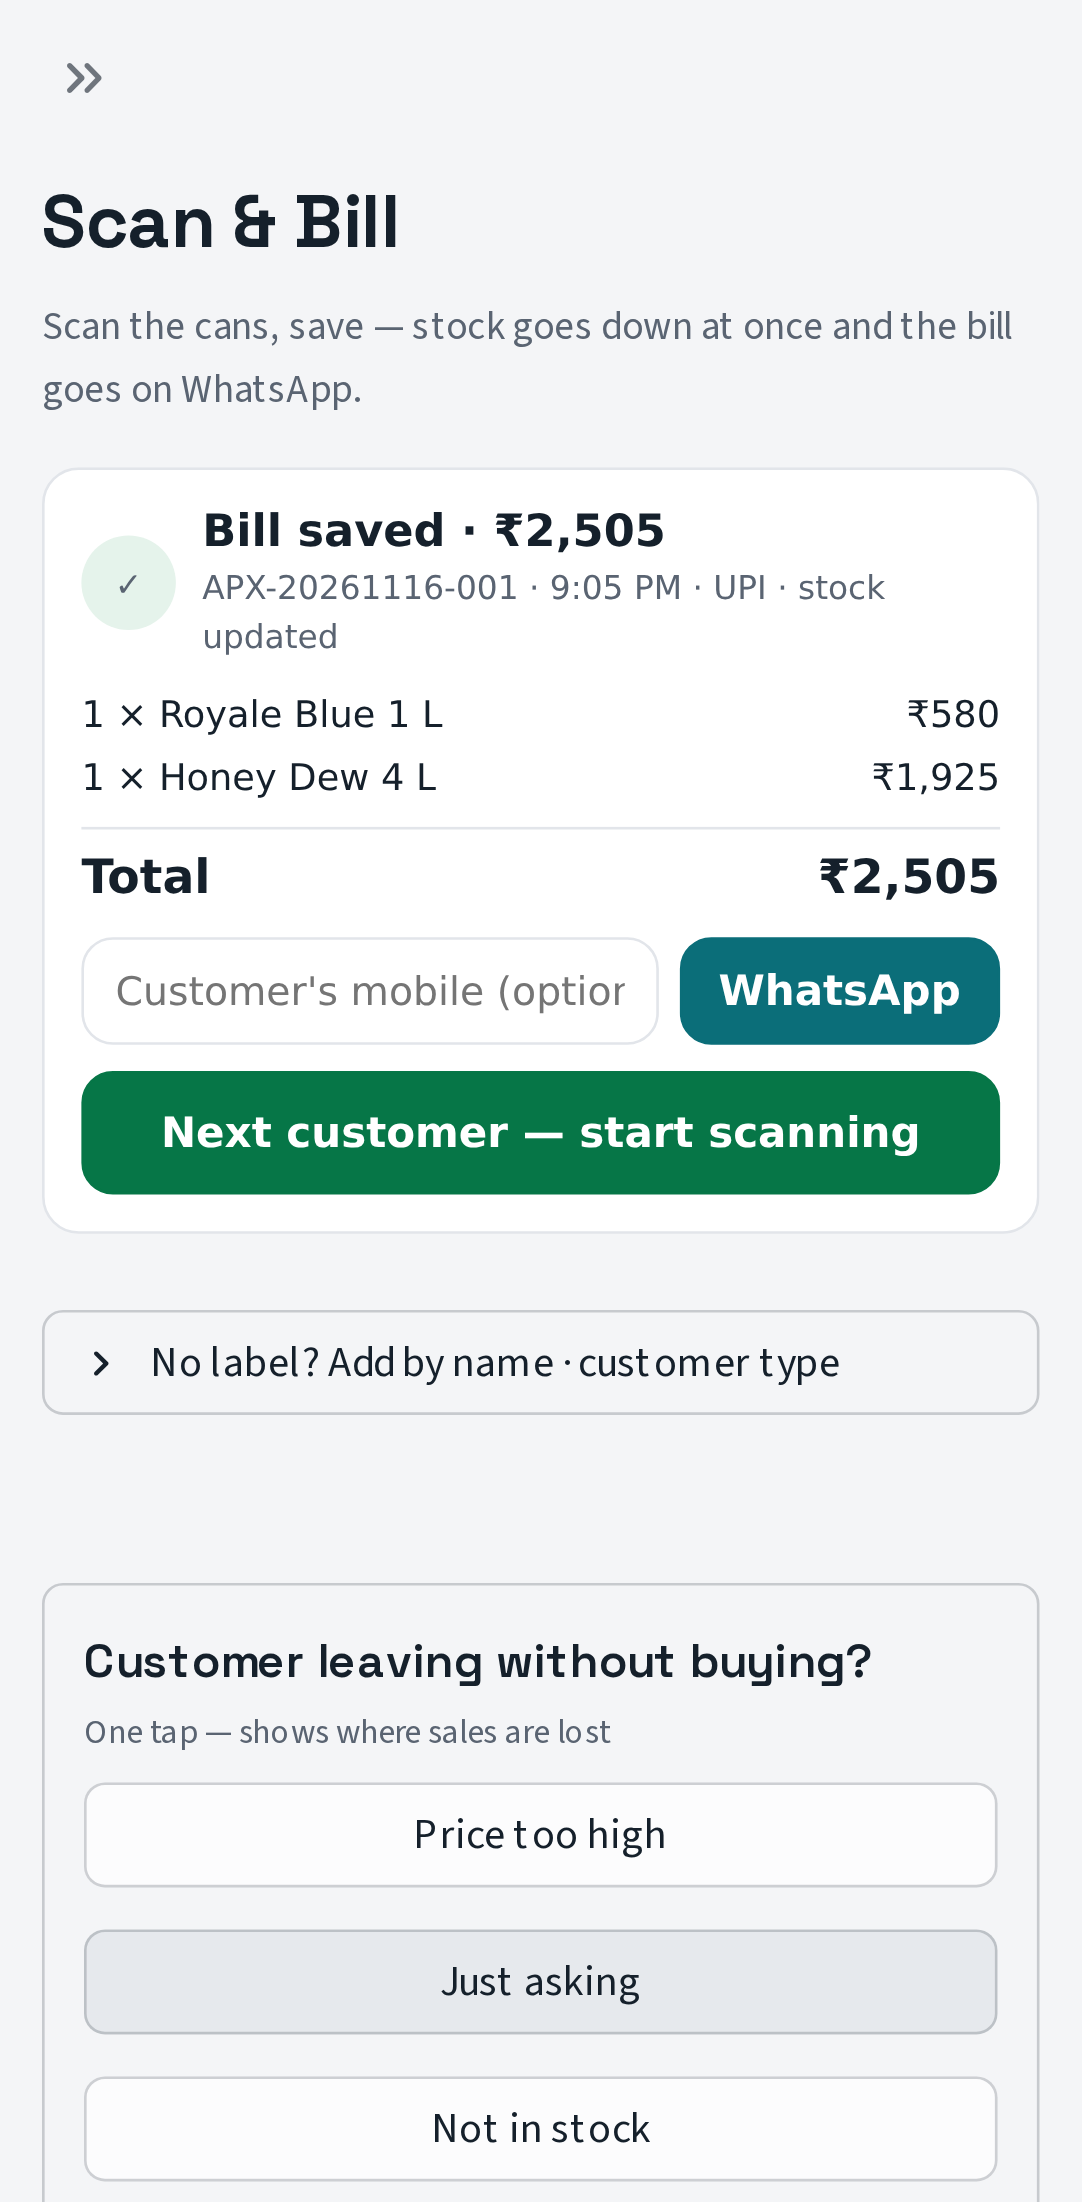 Scan & Bill
Scan the cans, save — stock goes down at once and the bill
goes on WhatsApp.
✓
Bill saved · ₹2,505
APX-20261116-001 · 9:05 PM · UPI · stock
updated
1 × Royale Blue 1 L ₹580
1 × Honey Dew 4 L ₹1,925
Total ₹2,505
Customer's mobile (option WhatsApp
Next customer — start scanning
No label? Add by name · customer type
Customer leaving without buying?
One tap — shows where sales are lost
Price too high
Just asking
Not in stock